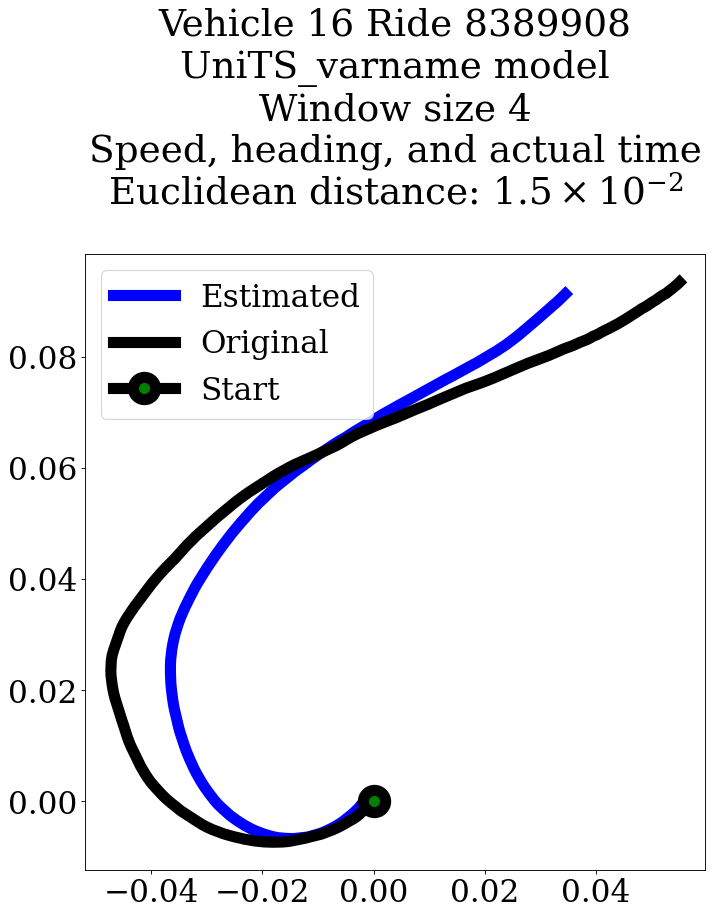 Vehicle 16 Ride 8389908
UniTS_varname model
Window size 4
Speed, heading, and actual time
Euclidean distance: 1.5 × 10⁻²
Estimated
Original
Start
0.08
0.06
0.04
0.02
0.00
−0.04 −0.02 0.00 0.02 0.04